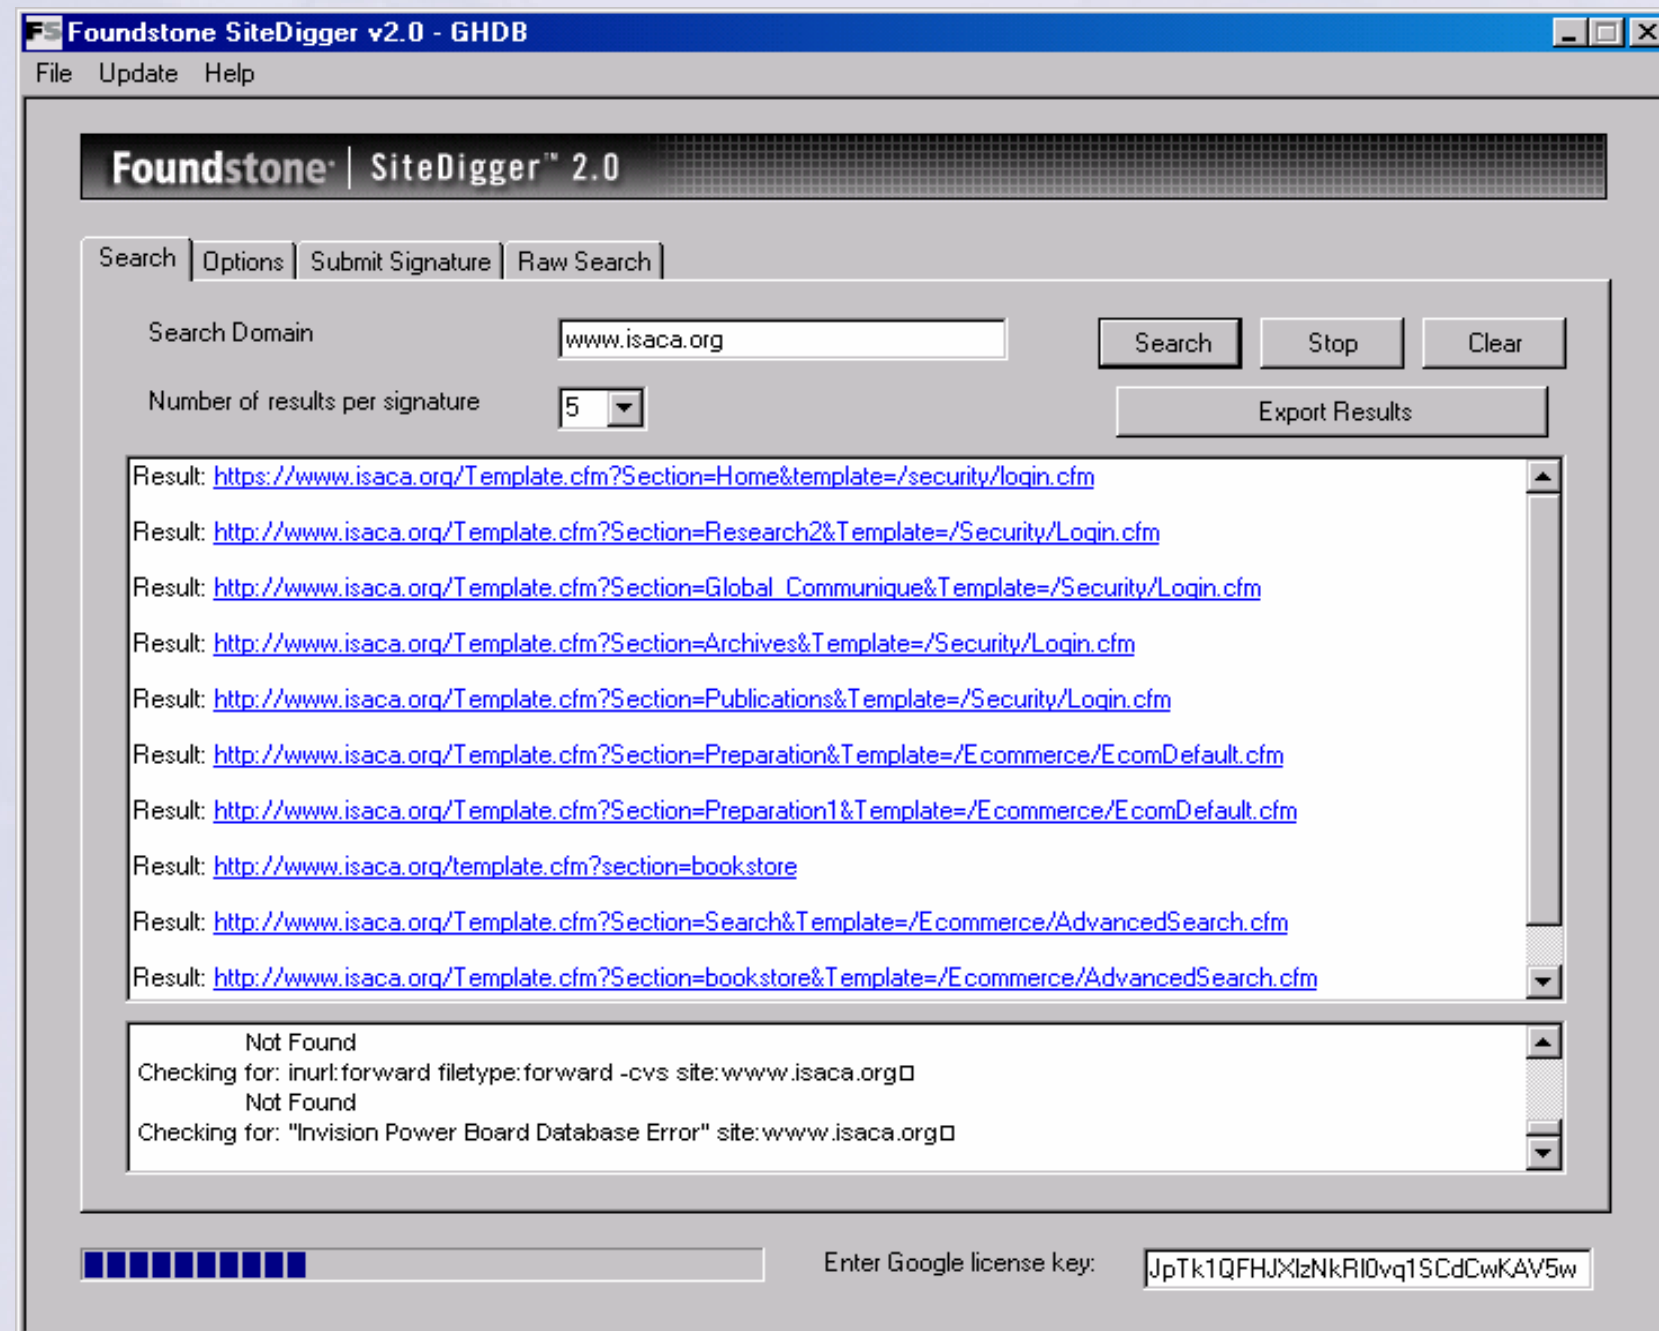 FS Foundstone SiteDigger v2.0 - GHDB
File Update Help
Foundstone | SiteDigger™ 2.0
Search Options Submit Signature Raw Search
Search Domain www.isaca.org Search Stop Clear
Number of results per signature 5 Export Results
Result: https://www.isaca.org/Template.cfm?Section=Home&template=/security/login.cfm
Result: http://www.isaca.org/Template.cfm?Section=Research2&Template=/Security/Login.cfm
Result: http://www.isaca.org/Template.cfm?Section=Global_Communique&Template=/Security/Login.cfm
Result: http://www.isaca.org/Template.cfm?Section=Archives&Template=/Security/Login.cfm
Result: http://www.isaca.org/Template.cfm?Section=Publications&Template=/Security/Login.cfm
Result: http://www.isaca.org/Template.cfm?Section=Preparation&Template=/Ecommerce/EcomDefault.cfm
Result: http://www.isaca.org/Template.cfm?Section=Preparation1&Template=/Ecommerce/EcomDefault.cfm
Result: http://www.isaca.org/template.cfm?section=bookstore
Result: http://www.isaca.org/Template.cfm?Section=Search&Template=/Ecommerce/AdvancedSearch.cfm
Result: http://www.isaca.org/Template.cfm?Section=bookstore&Template=/Ecommerce/AdvancedSearch.cfm
Not Found
Checking for: inurl:forward filetype:forward -cvs site:www.isaca.org
Not Found
Checking for: "Invision Power Board Database Error" site:www.isaca.org
Enter Google license key: JpTk1QFHJXlzNkRl0vq1SCdCwKAV5w